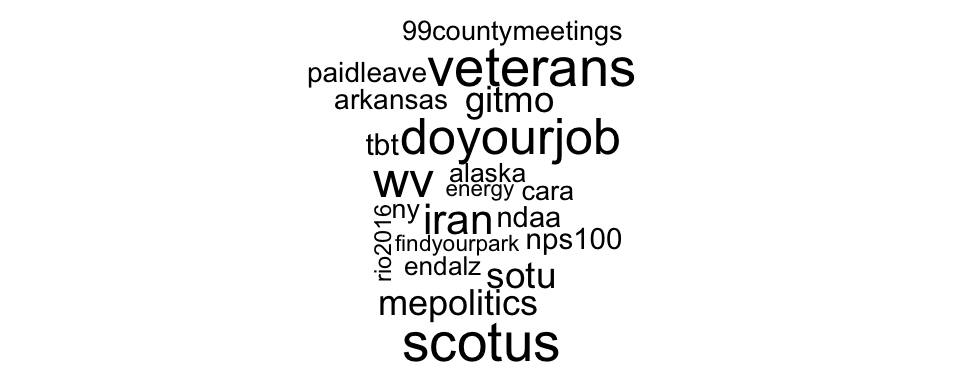 99countymeetings
paidleave veterans
arkansas gitmo
tbt doyourjob
wv alaska
energy cara
rio2016 ny iran ndaa
findyourpark nps100
endalz sotu
mepolitics
scotus